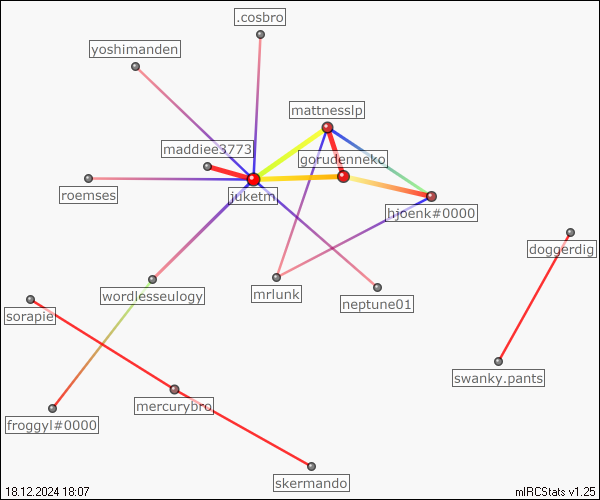 .cosbro
yoshimanden
mattnesslp
maddiee3773
gorudenneko
roemses
juketm
hjoenk#0000
doggerdig
wordlesseulogy
mrlunk
neptune01
sorapie
swanky.pants
mercurybro
froggyl#0000
skermando
18.12.2024 18:07
mIRCStats v1.25